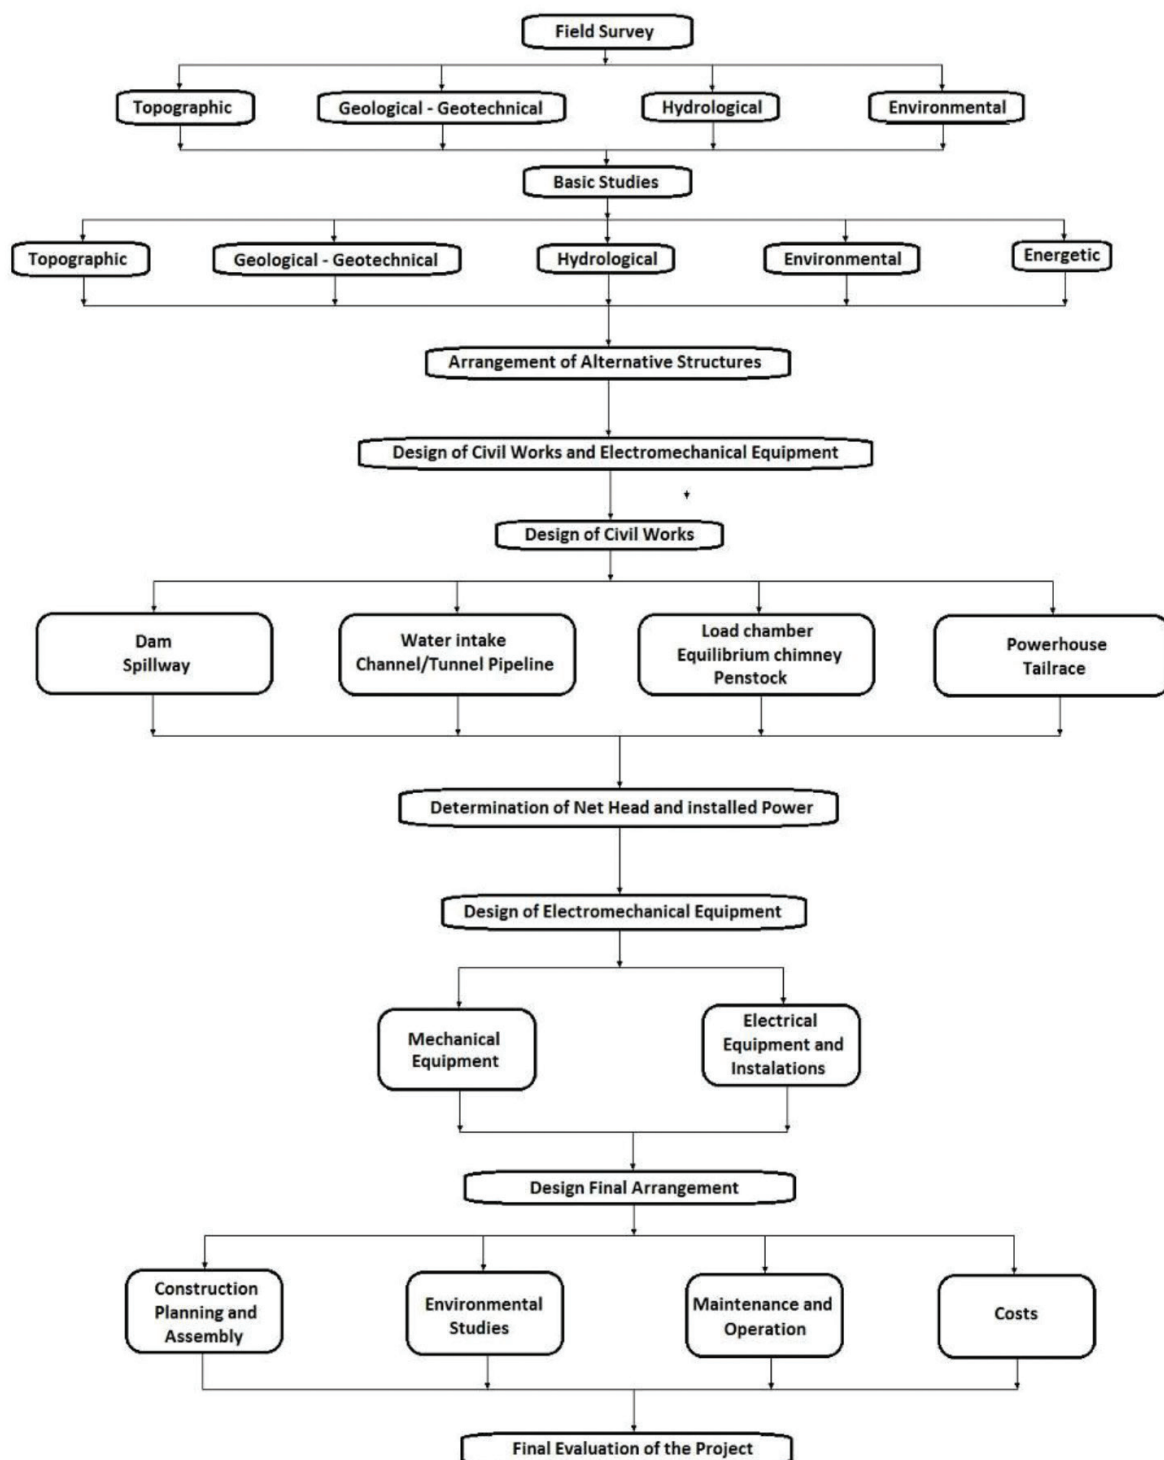 Field Survey
Topographic
Geological - Geotechnical
Hydrological
Environmental
Basic Studies
Topographic
Geological - Geotechnical
Hydrological
Environmental
Energetic
Arrangement of Alternative Structures
Design of Civil Works and Electromechanical Equipment
Design of Civil Works
Dam
Spillway
Water intake
Channel/Tunnel Pipeline
Load chamber
Equilibrium chimney
Penstock
Powerhouse
Tailrace
Determination of Net Head and installed Power
Design of Electromechanical Equipment
Mechanical
Equipment
Electrical
Equipment and
Instalations
Design Final Arrangement
Construction
Planning and
Assembly
Environmental
Studies
Maintenance and
Operation
Costs
Final Evaluation of the Project